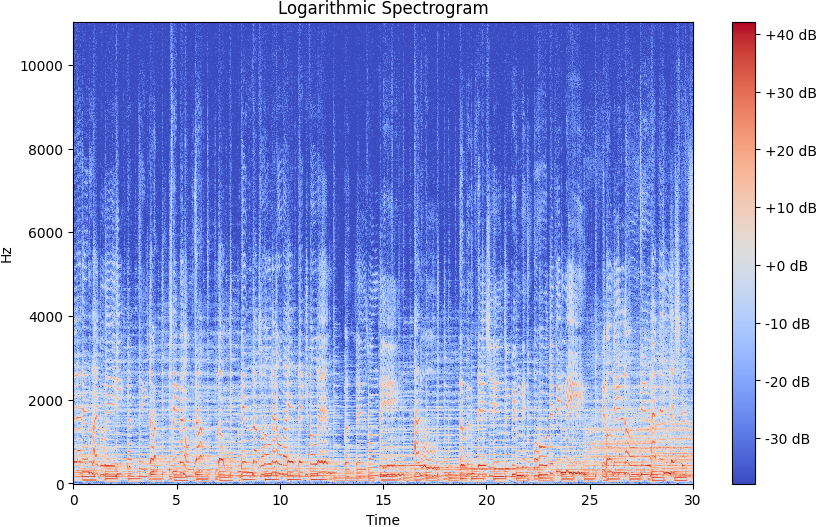 Logarithmic Spectrogram
Hz
10000
8000
6000
4000
2000
0
0 5 10 15 20 25 30
Time
+40 dB
+30 dB
+20 dB
+10 dB
+0 dB
-10 dB
-20 dB
-30 dB